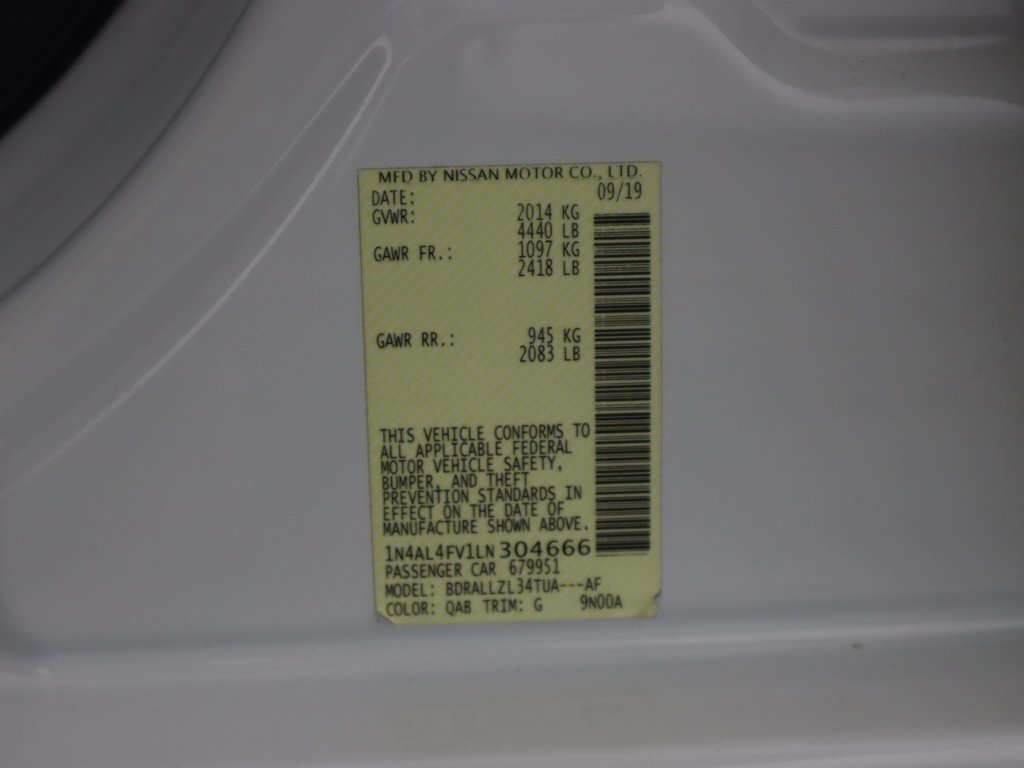 MFD BY NISSAN MOTOR CO., LTD.
DATE: 09/19
GVWR: 2014 KG
4440 LB
GAWR FR.: 1097 KG
2418 LB
GAWR RR.: 945 KG
2083 LB
THIS VEHICLE CONFORMS TO
ALL APPLICABLE FEDERAL
MOTOR VEHICLE SAFETY,
BUMPER, AND THEFT
PREVENTION STANDARDS IN
EFFECT ON THE DATE OF
MANUFACTURE SHOWN ABOVE.
1N4AL4FV1LN304666
PASSENGER CAR 679951
MODEL: BDRALLZL34TUA---AF
COLOR: QAB TRIM: G 9N00A